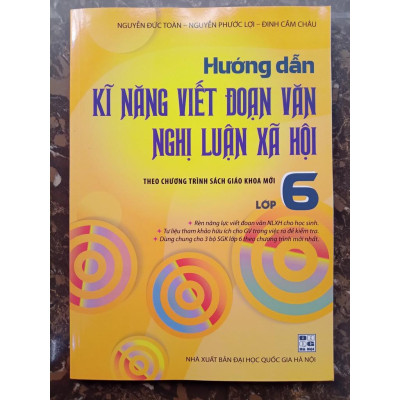 NGUYỄN ĐỨC TOÀN – NGUYỄN PHƯỚC LỢI – ĐINH CẨM CHÂU
Hướng dẫn
KĨ NĂNG VIẾT ĐOẠN VĂN
NGHỊ LUẬN XÃ HỘI
THEO CHƯƠNG TRÌNH SÁCH GIÁO KHOA MỚI
LỚP 6
Rèn năng lực viết đoạn văn NLXH cho học sinh.
Tư liệu tham khảo hữu ích cho GV trong việc ra đề kiểm tra.
Dùng chung cho 3 bộ SGK lớp 6 theo chương trình mới nhất.
NHÀ XUẤT BẢN ĐẠI HỌC QUỐC GIA HÀ NỘI